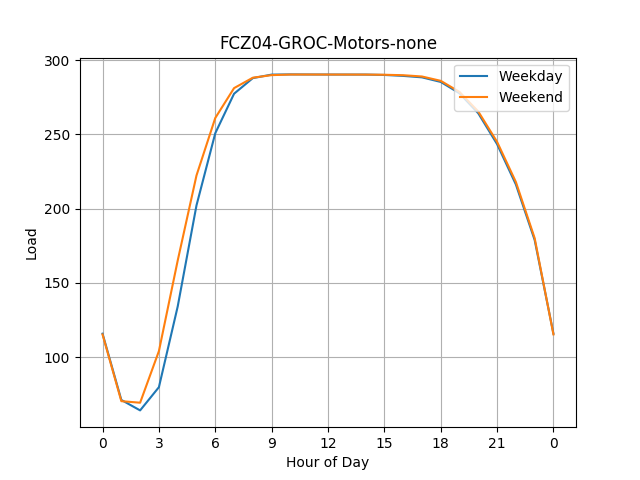 FCZ04-GROC-Motors-none
300
250
200
150
100
Load
Weekday
Weekend
0 3 6 9 12 15 18 21 0
Hour of Day